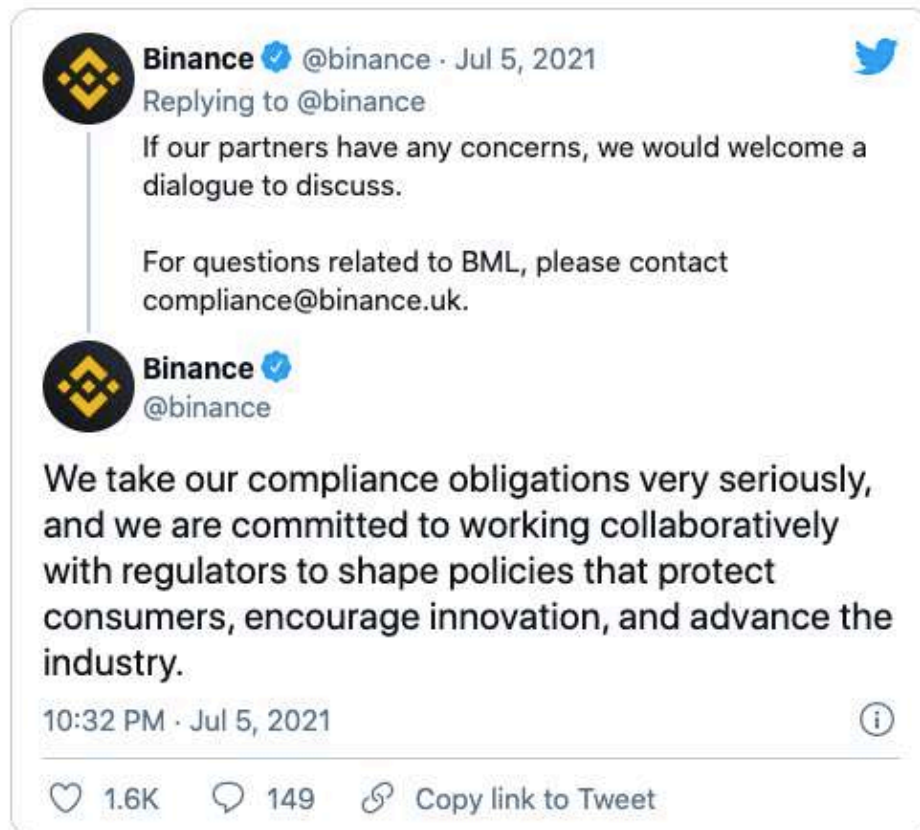 Binance @binance · Jul 5, 2021
Replying to @binance
If our partners have any concerns, we would welcome a
dialogue to discuss.
For questions related to BML, please contact
compliance@binance.uk.
Binance
@binance
We take our compliance obligations very seriously,
and we are committed to working collaboratively
with regulators to shape policies that protect
consumers, encourage innovation, and advance the
industry.
10:32 PM · Jul 5, 2021
1.6K 149 Copy link to Tweet